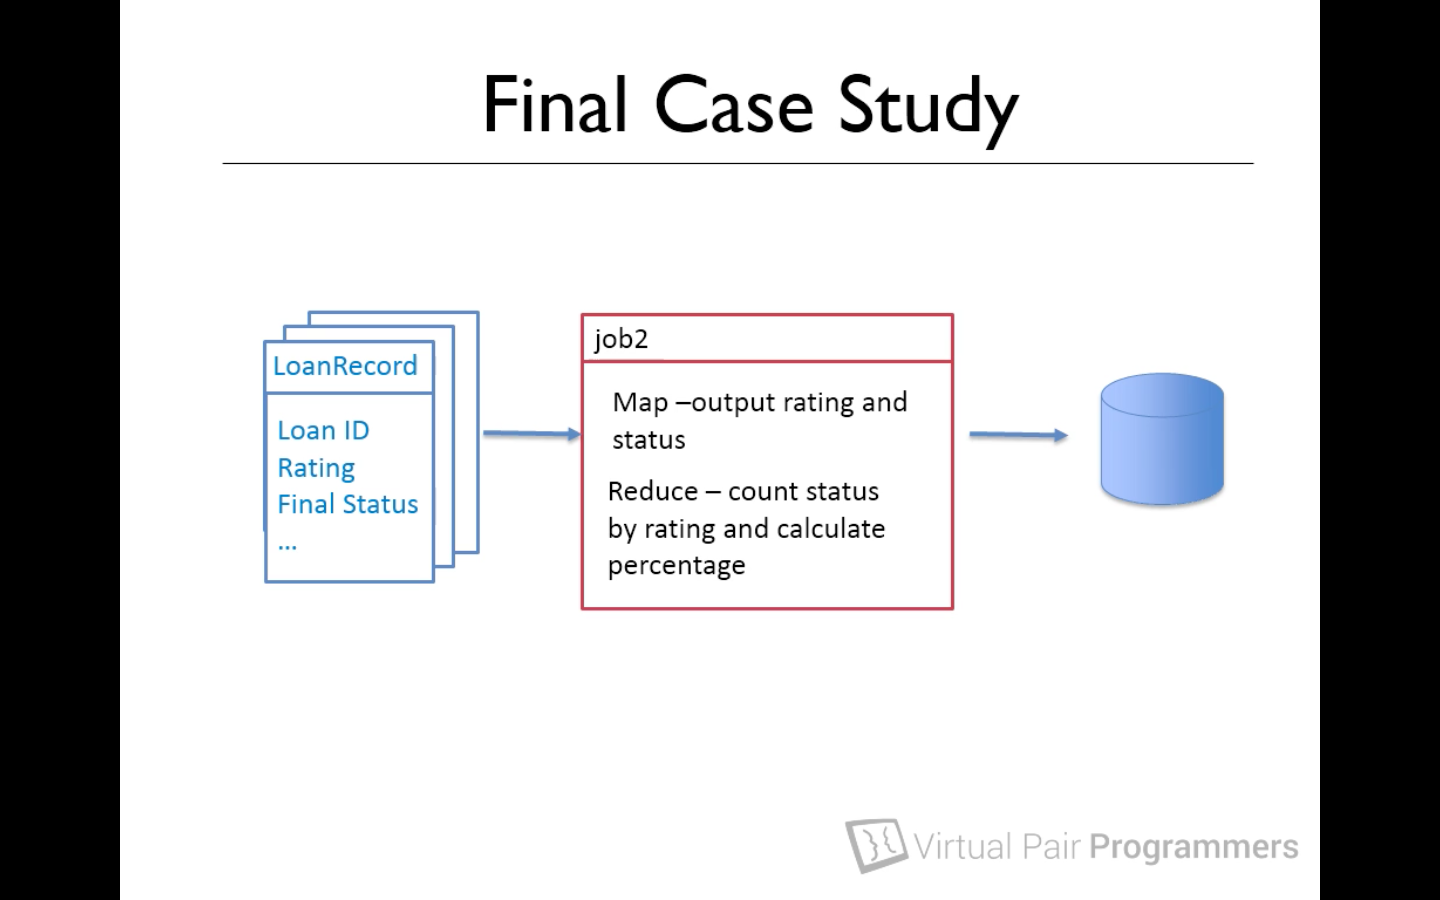 Final Case Study
LoanRecord
Loan ID
Rating
Final Status
...
job2
Map –output rating and
status
Reduce – count status
by rating and calculate
percentage
Virtual Pair Programmers